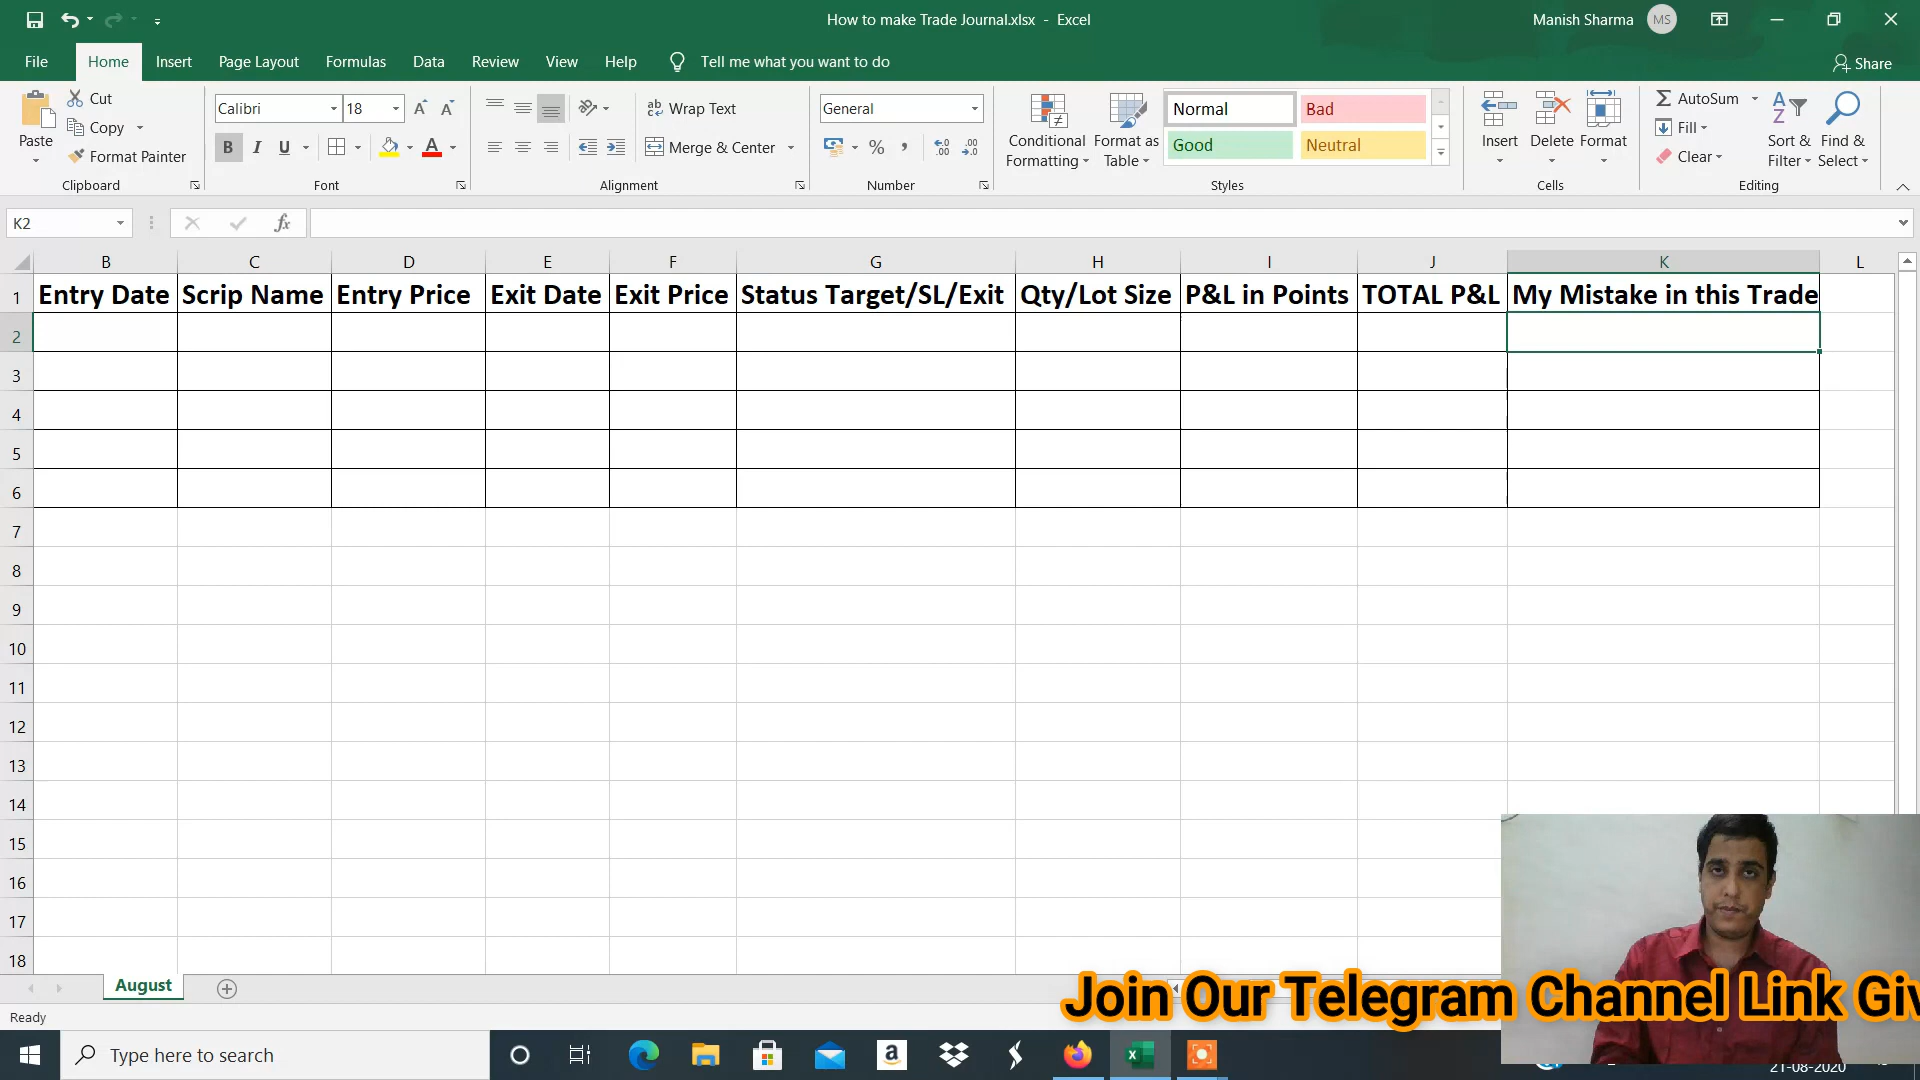 How to make Trade Journal.xlsx - Excel
Manish Sharma MS
File Home Insert Page Layout Formulas Data Review View Help Tell me what you want to do Share
Paste
Cut
Copy
Format Painter
Clipboard
Calibri 18
B I U
Font
Wrap Text
Merge & Center
Alignment
General
Number
Conditional Formatting
Format as Table
Normal Bad
Good Neutral
Styles
Insert Delete Format
Cells
AutoSum
Fill
Clear
Sort & Filter
Find & Select
Editing
K2 fx
B C D E F G H I J K L
1 Entry Date Scrip Name Entry Price Exit Date Exit Price Status Target/SL/Exit Qty/Lot Size P&L in Points TOTAL P&L My Mistake in this Trade
2
3
4
5
6
7
8
9
10
11
12
13
14
15
16
17
18
August
Join Our Telegram Channel Link Giv
Ready
Type here to search
21-08-2020